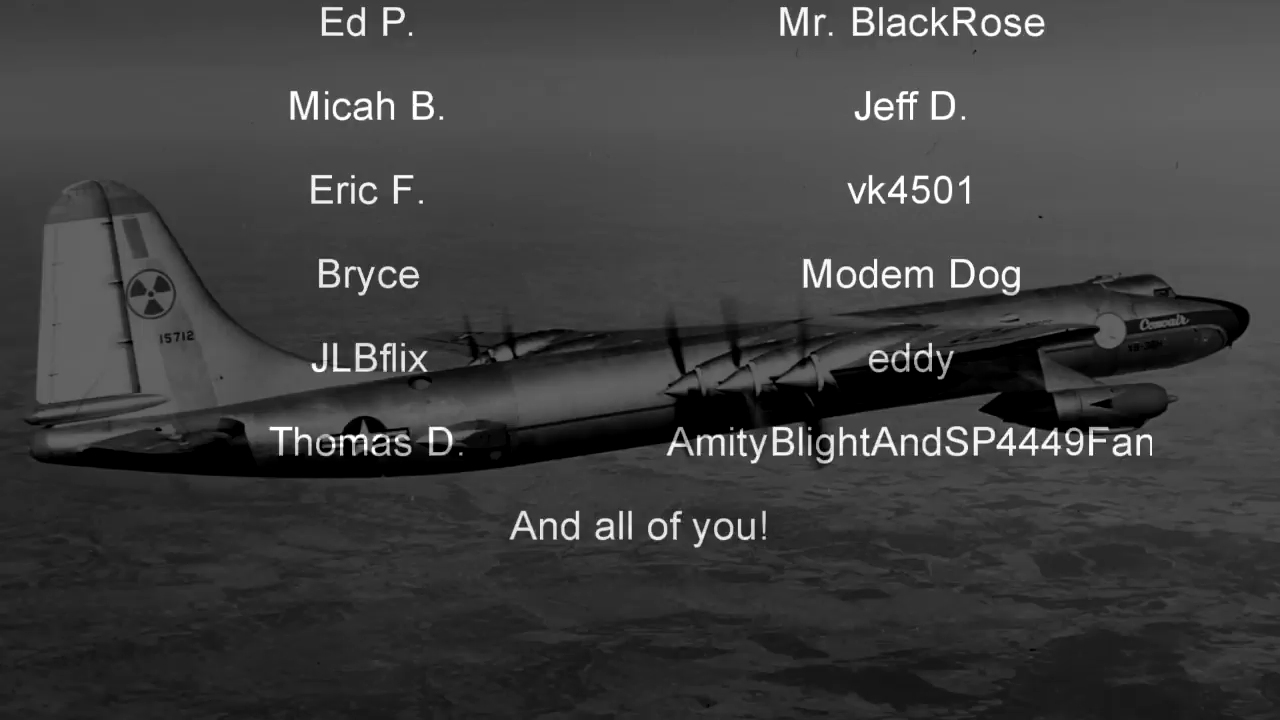 Ed P. Mr. BlackRose
Micah B. Jeff D.
Eric F. vk4501
Bryce Modem Dog
JLBflix eddy
Thomas D. AmityBlightAndSP4449Fan
And all of you!
15712
Convair